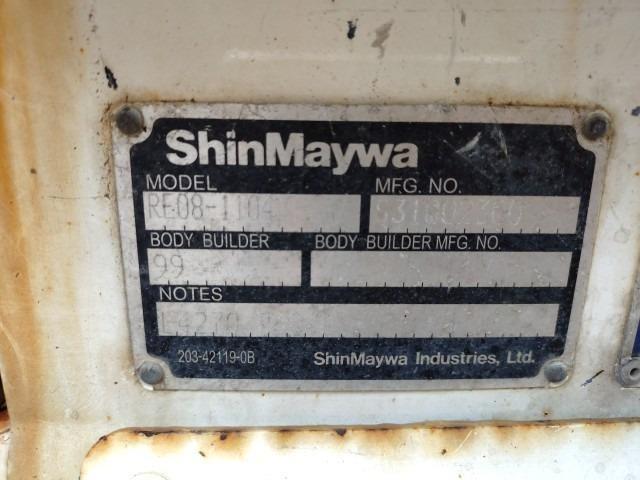 ShinMaywa
MODEL MFG. NO.
RE08-1104
BODY BUILDER BODY BUILDER MFG. NO.
99
NOTES
203-42119-0B ShinMaywa Industries, Ltd.